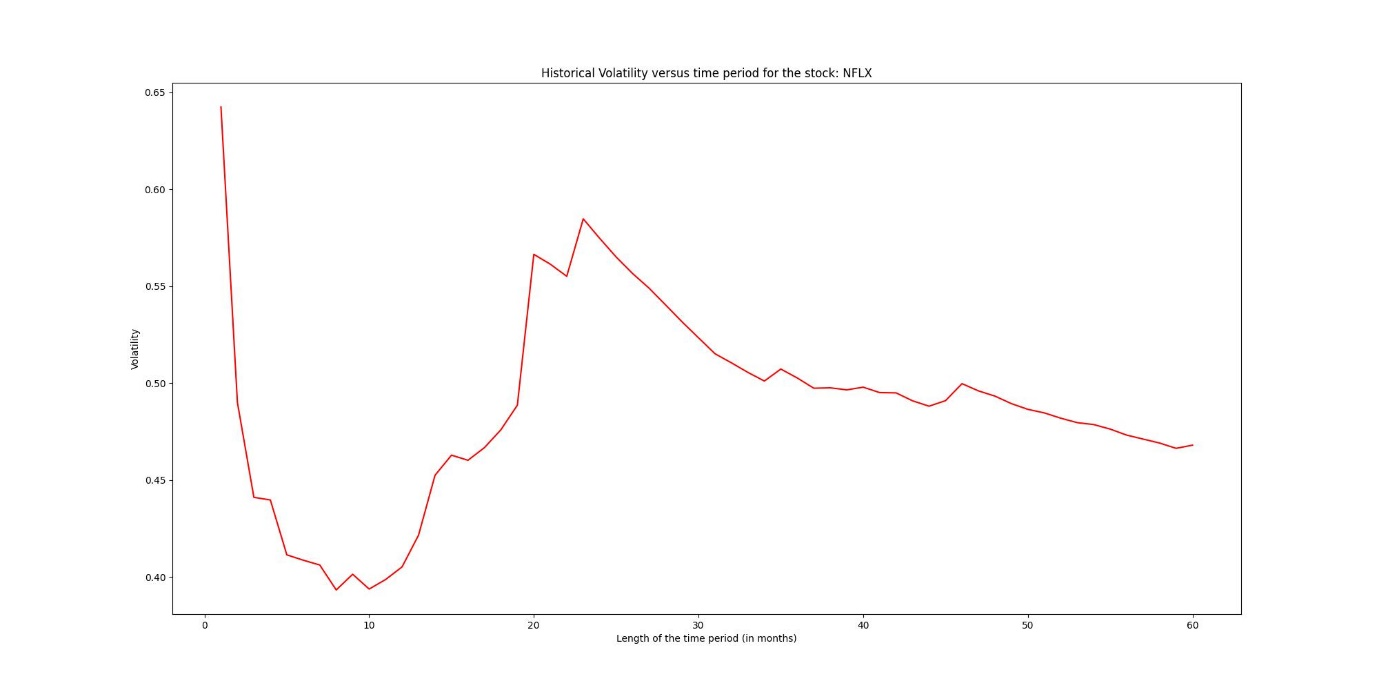 Historical Volatility versus time period for the stock: NFLX
0.65
0.60
0.55
0.50
0.45
0.40
Volatility
0 10 20 30 40 50 60
Length of the time period (in months)